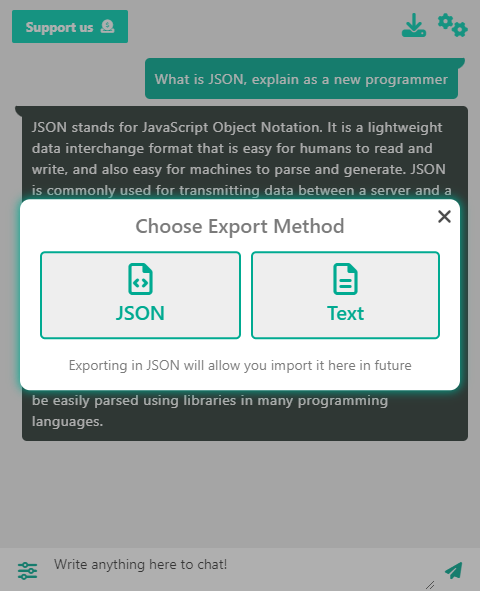 Support us
What is JSON, explain as a new programmer
JSON stands for JavaScript Object Notation. It is a lightweight
data interchange format that is easy for humans to read and
write, and also easy for machines to parse and generate. JSON
is commonly used for transmitting data between a server and a
Choose Export Method
JSON
Text
Exporting in JSON will allow you import it here in future
be easily parsed using libraries in many programming
languages.
Write anything here to chat!